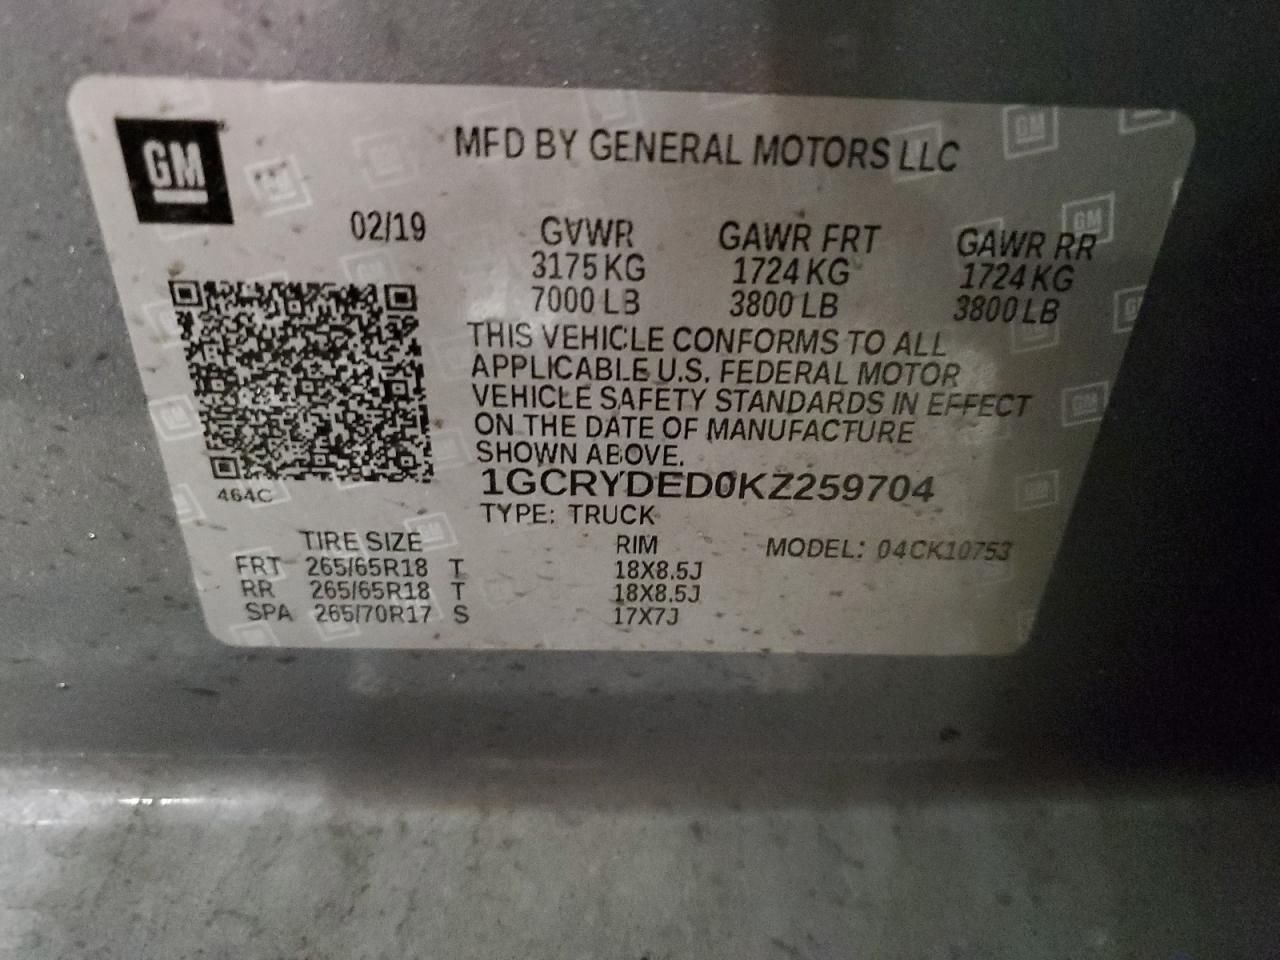 GM
MFD BY GENERAL MOTORS LLC
02/19
GVWR GAWR FRT GAWR RR
3175 KG 1724 KG 1724 KG
7000 LB 3800 LB 3800 LB
THIS VEHICLE CONFORMS TO ALL
APPLICABLE U.S. FEDERAL MOTOR
VEHICLE SAFETY STANDARDS IN EFFECT
ON THE DATE OF MANUFACTURE
SHOWN ABOVE.
464C
1GCRYDED0KZ259704
TYPE: TRUCK
TIRE SIZE RIM MODEL: 04CK10753
FRT 265/65R18 T 18X8.5J
RR 265/65R18 T 18X8.5J
SPA 265/70R17 S 17X7J